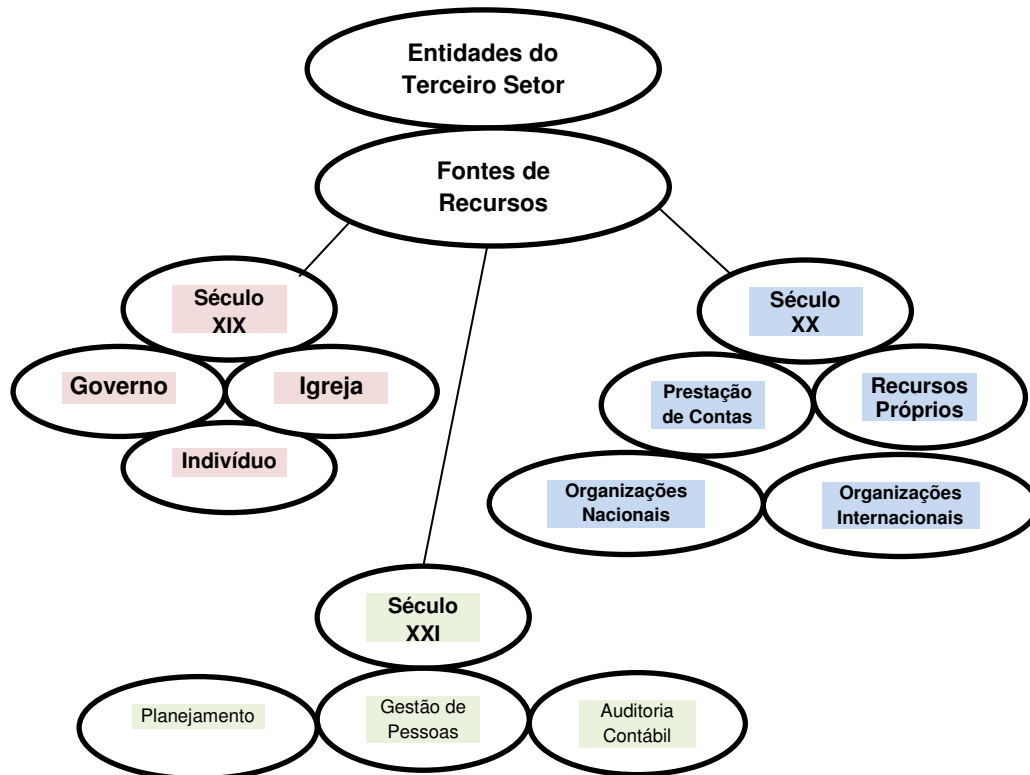 Entidades do
Terceiro Setor
Fontes de
Recursos
Século
XIX
Governo
Igreja
Indivíduo
Século
XX
Prestação
de Contas
Recursos
Próprios
Organizações
Nacionais
Organizações
Internacionais
Século
XXI
Planejamento
Gestão de
Pessoas
Auditoria
Contábil